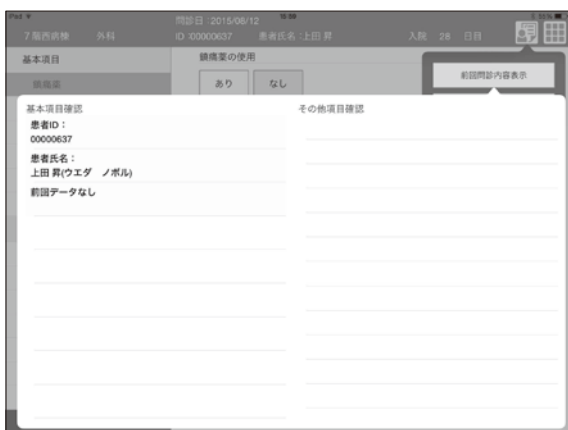 iPad
問診日:2015/06/12
7階西病棟 外科 ID:00000637 患者氏名:上田 昇 入院 28 日目
基本項目
鎮痛薬の使用
鎮痛薬
あり なし
前回問診内容表示
基本項目確認
その他項目確認
患者ID:
00000637
患者氏名:
上田 昇(ウエダ ノボル)
前回データなし